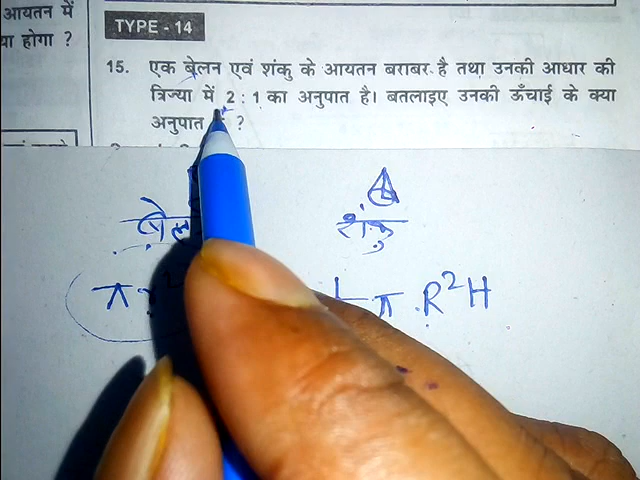 आयतन में
या होगा ?
TYPE - 14
15. एक बेलन एवं शंकु के आयतन बराबर है तथा उनकी आधार की
त्रिज्या में 2 : 1 का अनुपात है। बतलाइए उनकी ऊँचाई के क्या
अनुपात ?
शंकु
π R²H